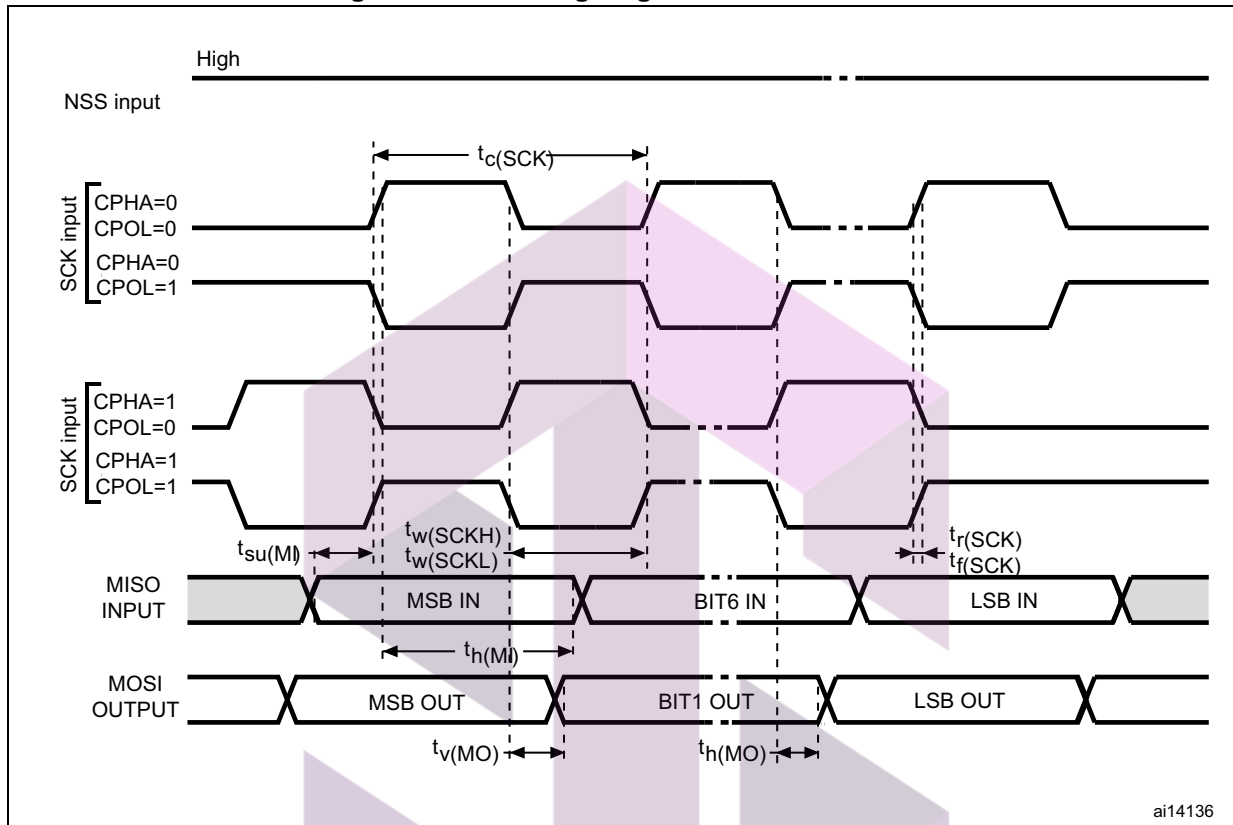 High
NSS input
tc(SCK)
SCK input
CPHA=0
CPOL=0
CPHA=0
CPOL=1
SCK input
CPHA=1
CPOL=0
CPHA=1
CPOL=1
tsu(MI)
tw(SCKH)
tw(SCKL)
tr(SCK)
tf(SCK)
MISO
INPUT
MSB IN
BIT6 IN
LSB IN
th(MI)
MOSI
OUTPUT
MSB OUT
BIT1 OUT
LSB OUT
tv(MO)
th(MO)
ai14136